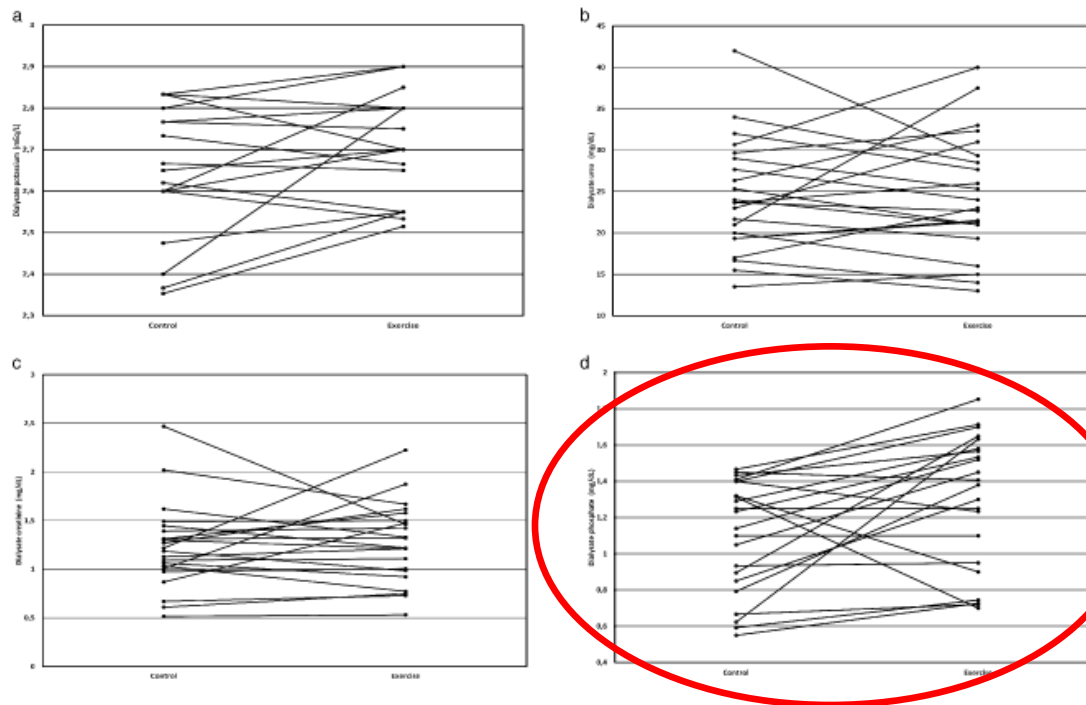 a
3
2,9
2,8
2,7
2,6
2,5
2,4
2,3
Dialysate potassium (mEq/L)
Control
Exercise
b
45
40
35
30
25
20
15
10
Dialysate urea (mg/dL)
Control
Exercise
c
3
2,5
2
1,5
1
0,5
0
Dialysate creatinine (mg/dL)
Control
Exercise
d
2
1,6
1,4
1,2
1
0,8
0,6
0,4
Dialysate phosphate (mg/dL)
Control
Exercise